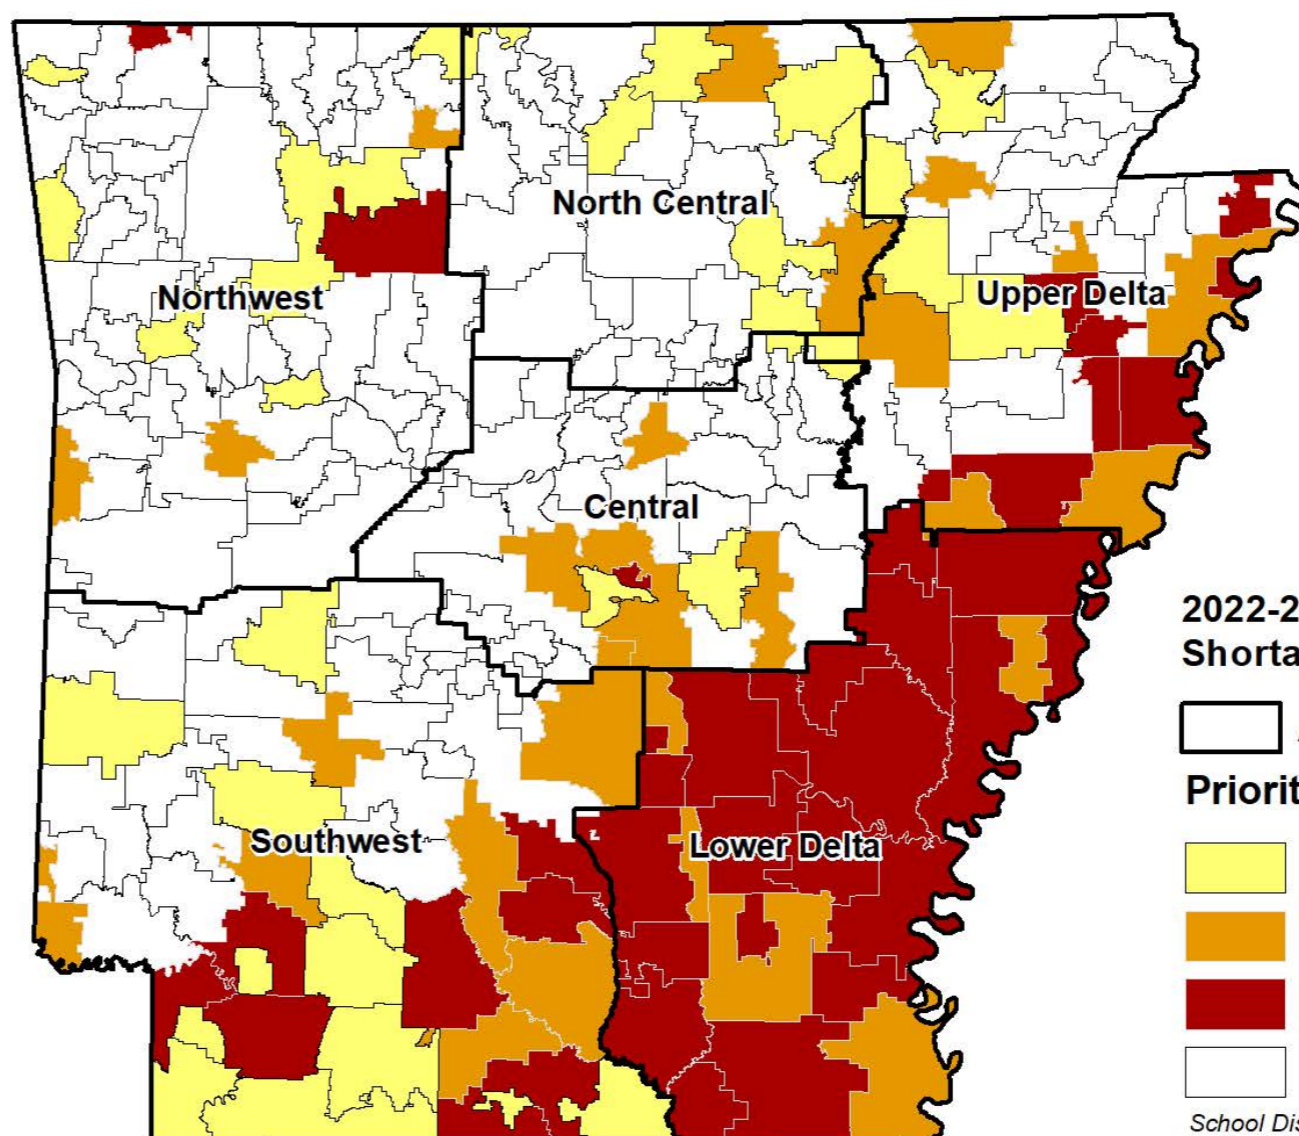 North Central
Northwest
Upper Delta
Central
2022-2
Shorta
Priorit
Southwest
Lower Delta
School Dis